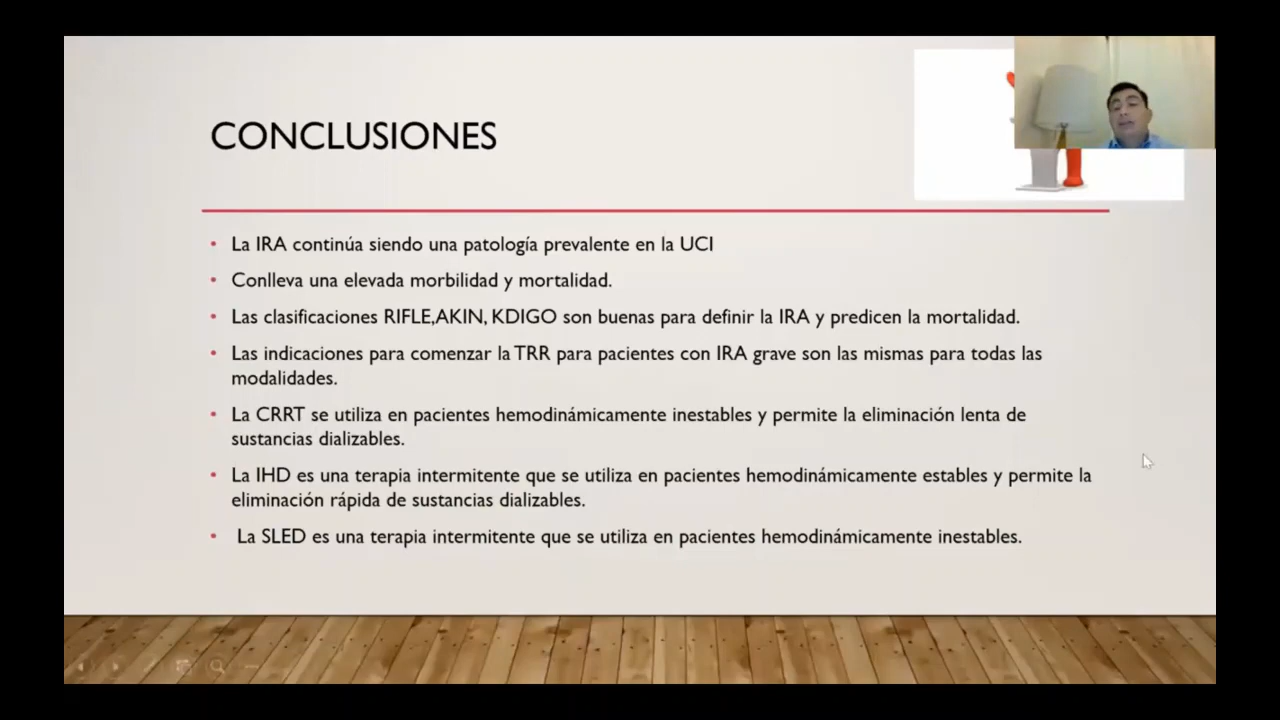 CONCLUSIONES
• La IRA continúa siendo una patología prevalente en la UCI
• Conlleva una elevada morbilidad y mortalidad.
• Las clasificaciones RIFLE,AKIN, KDIGO son buenas para definir la IRA y predicen la mortalidad.
• Las indicaciones para comenzar la TRR para pacientes con IRA grave son las mismas para todas las
modalidades.
• La CRRT se utiliza en pacientes hemodinámicamente inestables y permite la eliminación lenta de
sustancias dializables.
• La IHD es una terapia intermitente que se utiliza en pacientes hemodinámicamente estables y permite la
eliminación rápida de sustancias dializables.
• La SLED es una terapia intermitente que se utiliza en pacientes hemodinámicamente inestables.